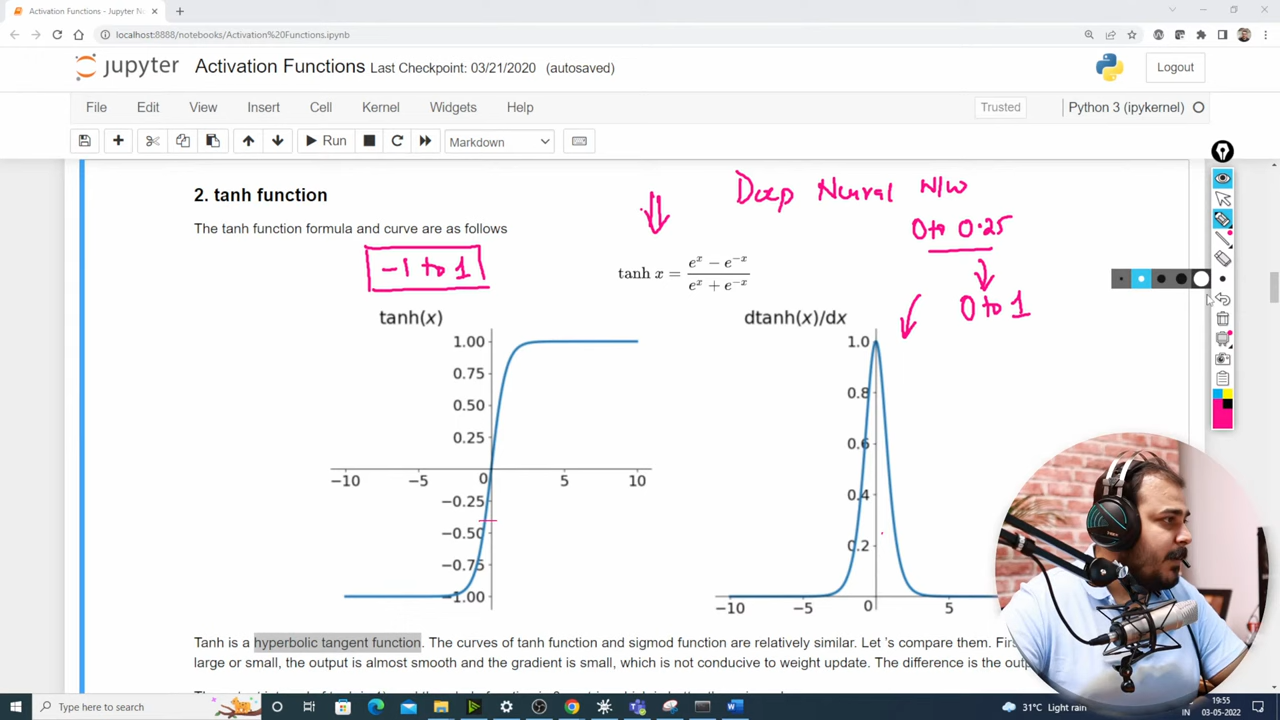 Activation Functions - Jupyter N
localhost:8888/notebooks/Activation%20Functions.ipynb
jupyter Activation Functions Last Checkpoint: 03/21/2020 (autosaved)
Logout
File Edit View Insert Cell Kernel Widgets Help
Trusted
Python 3 (ipykernel)
Run
Markdown
2. tanh function
Deep Neural N/W
The tanh function formula and curve are as follows
0 to 0.25
-1 to 1
tanh x = (e^x − e^−x) / (e^x + e^−x)
0 to 1
tanh(x)
1.00
0.75
0.50
0.25
−10 −5 0 5 10
−0.25
−0.50
−0.75
−1.00
dtanh(x)/dx
1.0
0.8
0.6
0.4
0.2
−10 −5 0 5
Tanh is a hyperbolic tangent function. The curves of tanh function and sigmod function are relatively similar. Let 's compare them. Firs
large or small, the output is almost smooth and the gradient is small, which is not conducive to weight update. The difference is the outp
Type here to search
31°C Light rain
ENG
IN
19:55
03-05-2022